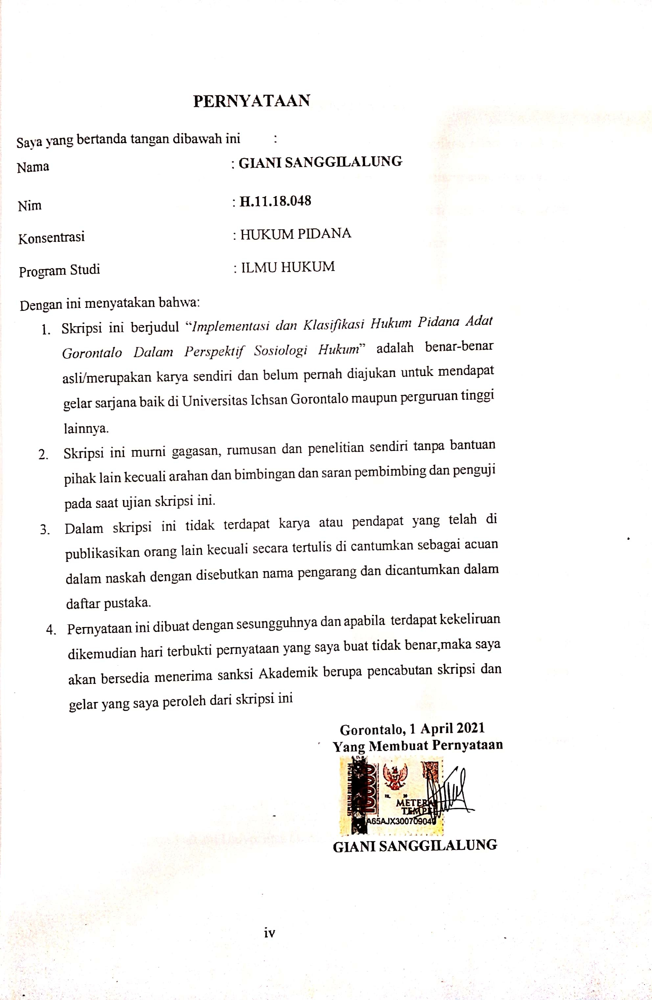 PERNYATAAN
Saya yang bertanda tangan dibawah ini :
Nama : GIANI SANGGILALUNG
Nim : H.11.18.048
Konsentrasi : HUKUM PIDANA
Program Studi : ILMU HUKUM
Dengan ini menyatakan bahwa:
1. Skripsi ini berjudul “Implementasi dan Klasifikasi Hukum Pidana Adat
Gorontalo Dalam Perspektif Sosiologi Hukum” adalah benar-benar
asli/merupakan karya sendiri dan belum pernah diajukan untuk mendapat
gelar sarjana baik di Universitas Ichsan Gorontalo maupun perguruan tinggi
lainnya.
2. Skripsi ini murni gagasan, rumusan dan penelitian sendiri tanpa bantuan
pihak lain kecuali arahan dan bimbingan dan saran pembimbing dan penguji
pada saat ujian skripsi ini.
3. Dalam skripsi ini tidak terdapat karya atau pendapat yang telah di
publikasikan orang lain kecuali secara tertulis di cantumkan sebagai acuan
dalam naskah dengan disebutkan nama pengarang dan dicantumkan dalam
daftar pustaka.
4. Pernyataan ini dibuat dengan sesungguhnya dan apabila terdapat kekeliruan
dikemudian hari terbukti pernyataan yang saya buat tidak benar,maka saya
akan bersedia menerima sanksi Akademik berupa pencabutan skripsi dan
gelar yang saya peroleh dari skripsi ini
Gorontalo, 1 April 2021
Yang Membuat Pernyataan
SEPULUH RIBU RUPIAH
10000
METERAI
TEMPEL
A65AJX300709040
GIANI SANGGILALUNG
iv